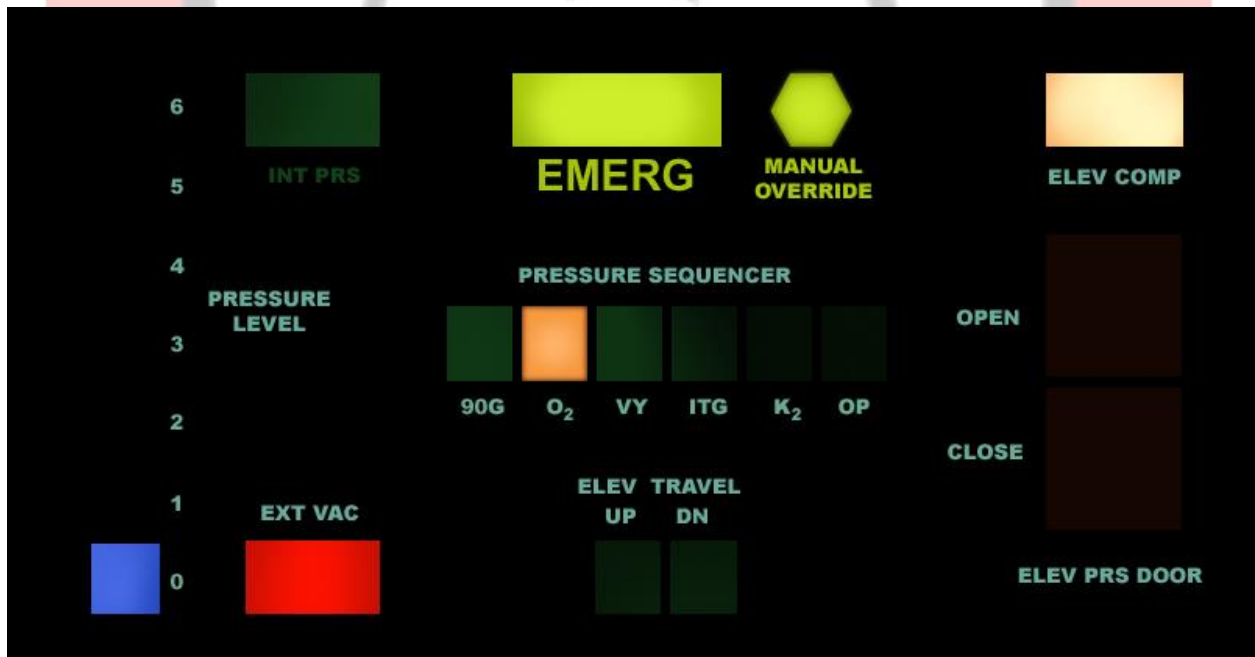 6
INT PRS
5
4
PRESSURE
LEVEL
3
2
1
EXT VAC
0
EMERG
MANUAL
OVERRIDE
PRESSURE SEQUENCER
90G O₂ VY ITG K₂ OP
ELEV TRAVEL
UP DN
ELEV COMP
OPEN
CLOSE
ELEV PRS DOOR